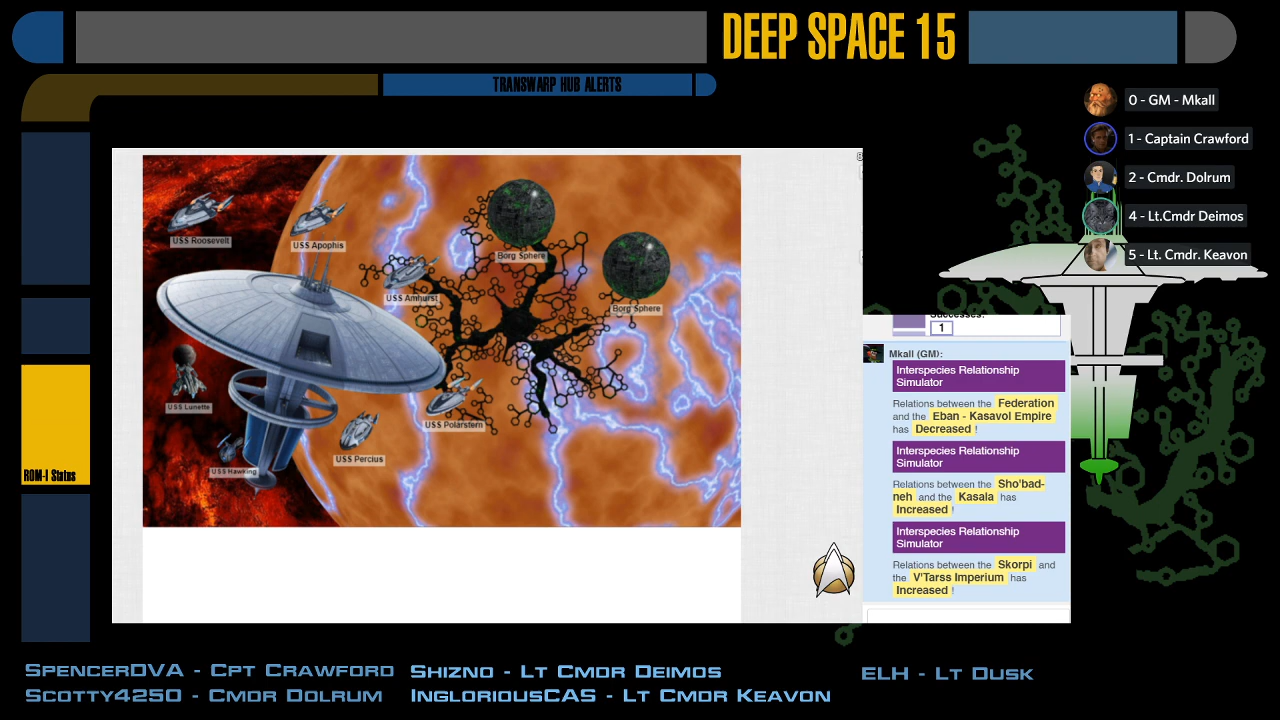 DEEP SPACE 15
TRANSWARP HUB ALERTS
0 - GM - Mkall
1 - Captain Crawford
2 - Cmdr. Dolrum
4 - Lt.Cmdr Deimos
5 - Lt. Cmdr. Keavon
USS Roosevelt
USS Apophis
Borg Sphere
USS Amhurst
Borg Sphere
USS Lunette
USS Polarstern
USS Percius
USS Hawking
ROM-I Status
Successes:
1
Mkall (GM):
Interspecies Relationship
Simulator
Relations between the Federation
and the Eban - Kasavol Empire
has Decreased !
Interspecies Relationship
Simulator
Relations between the Sho'bad-
neh and the Kasala has
Increased !
Interspecies Relationship
Simulator
Relations between the Skorpi and
the V'Tarss Imperium has
Increased !
SpencerDVA - Cpt Crawford
Shizno - Lt Cmdr Deimos
ELH - Lt Dusk
Scotty4250 - Cmdr Dolrum
IngloriousCAS - Lt Cmdr Keavon